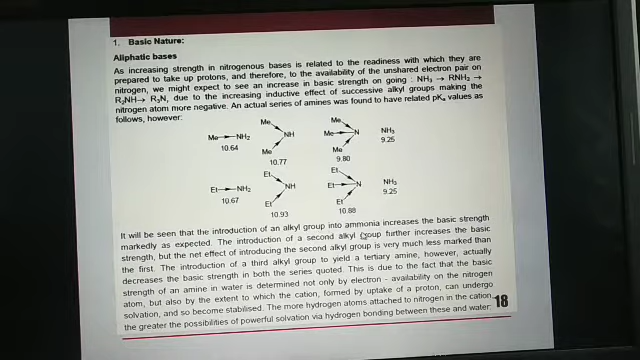 1. Basic Nature:
Aliphatic bases
As increasing strength in nitrogenous bases is related to the readiness with which they are
prepared to take up protons, and therefore, to the availability of the unshared electron pair on
nitrogen, we might expect to see an increase in basic strength on going : NH₃ → RNH₂ →
R₂NH→ R₃N, due to the increasing inductive effect of successive alkyl groups making the
nitrogen atom more negative. An actual series of amines was found to have related pKₐ values as
follows, however:
Me NH₂
10.64
Me
NH
Me
10.77
Me
Me N
Me
9.80
NH₃
9.25
Et NH₂
10.67
Et
NH
Et
10.93
Et
Et N
Et
10.88
NH₃
9.25
It will be seen that the introduction of an alkyl group into ammonia increases the basic strength
markedly as expected. The introduction of a second alkyl group further increases the basic
strength, but the net effect of introducing the second alkyl group is very much less marked than
the first. The introduction of a third alkyl group to yield a tertiary amine, however, actually
decreases the basic strength in both the series quoted. This is due to the fact that the basic
strength of an amine in water is determined not only by electron - availability on the nitrogen
atom, but also by the extent to which the cation, formed by uptake of a proton, can undergo
solvation, and so become stabilised. The more hydrogen atoms attached to nitrogen in the cation,
the greater the possibilities of powerful solvation via hydrogen bonding between these and water:
18